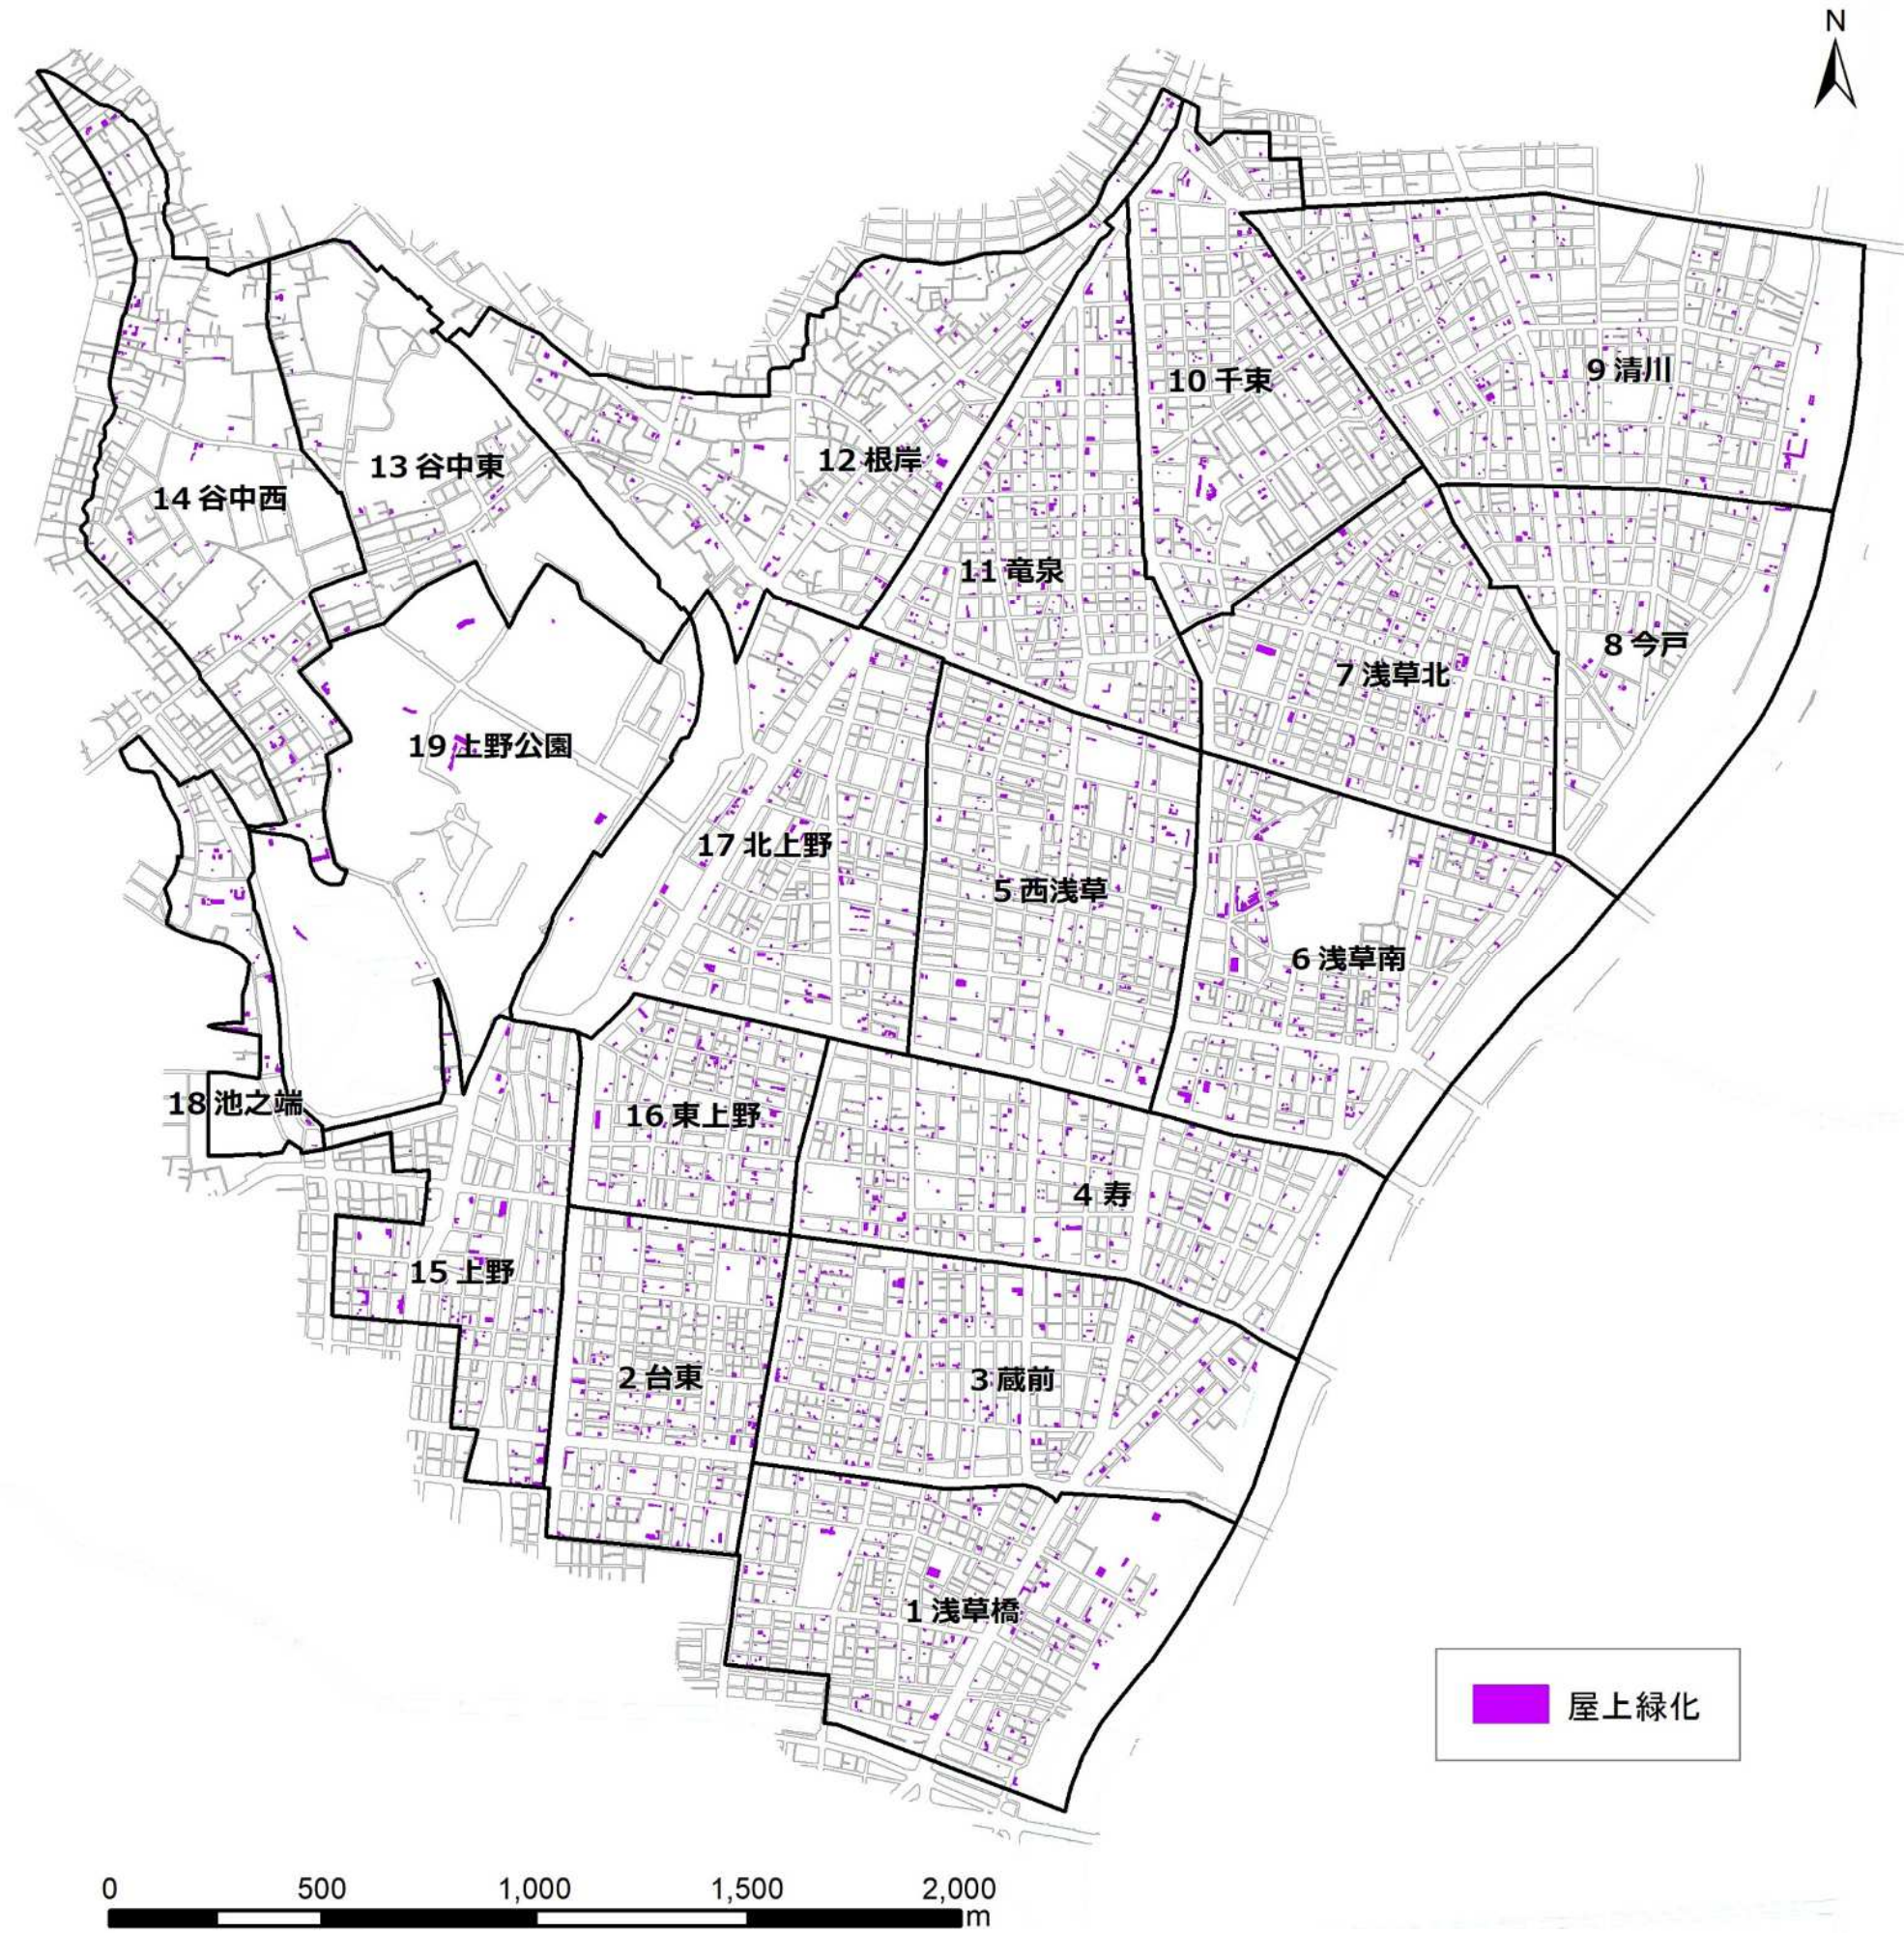 N
10 千束
9 清川
12 根岸
13 谷中東
14 谷中西
11 竜泉
8 今戸
7 浅草北
19 上野公園
17 北上野
5 西浅草
6 浅草南
18 池之端
16 東上野
4 寿
15 上野
2 台東
3 蔵前
1 浅草橋
屋上緑化
0 500 1,000 1,500 2,000
m